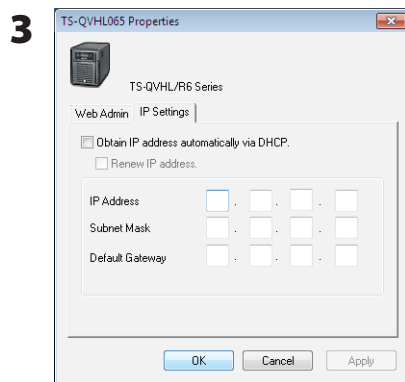 3
TS-QVHL065 Properties
TS-QVHL/R6 Series
Web Admin IP Settings
Obtain IP address automatically via DHCP.
Renew IP address.
IP Address . . .
Subnet Mask . . .
Default Gateway . . .
OK Cancel Apply